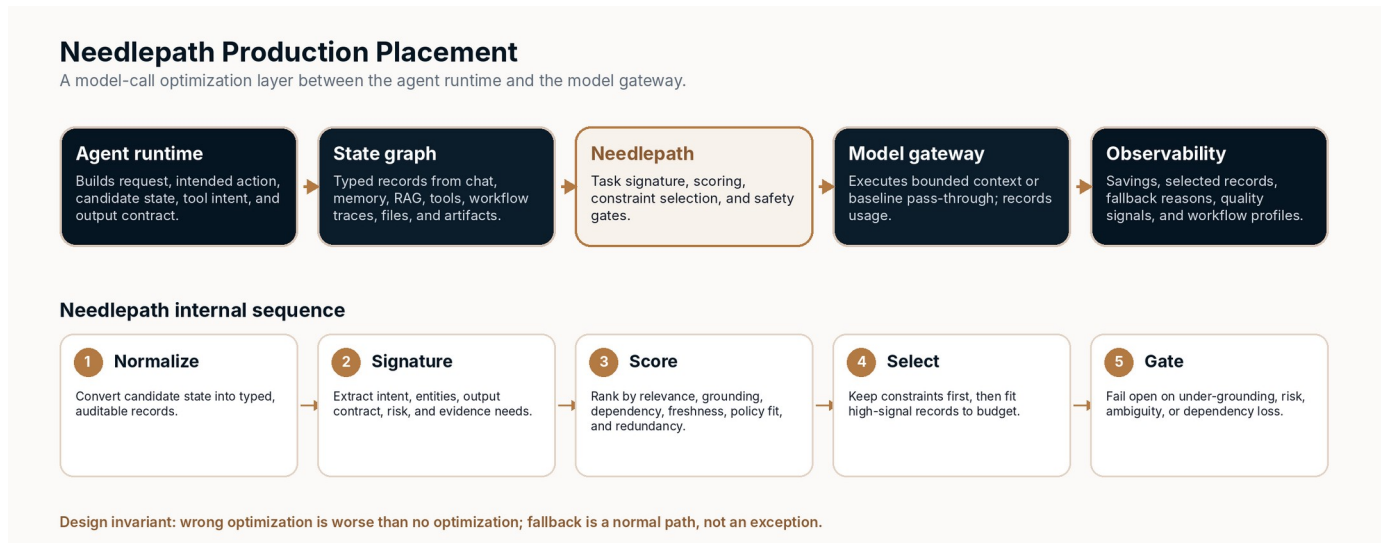 Needlepath Production Placement
A model-call optimization layer between the agent runtime and the model gateway.
Agent runtime
Builds request, intended action,
candidate state, tool intent, and
output contract.
State graph
Typed records from chat,
memory, RAG, tools, workflow
traces, files, and artifacts.
Needlepath
Task signature, scoring,
constraint selection, and safety
gates.
Model gateway
Executes bounded context or
baseline pass-through; records
usage.
Observability
Savings, selected records,
fallback reasons, quality
signals, and workflow profiles.
Needlepath internal sequence
1 Normalize
Convert candidate state into typed,
auditable records.
2 Signature
Extract intent, entities, output
contract, risk, and evidence needs.
3 Score
Rank by relevance, grounding,
dependency, freshness, policy fit,
and redundancy.
4 Select
Keep constraints first, then fit
high-signal records to budget.
5 Gate
Fail open on under-grounding, risk,
ambiguity, or dependency loss.
Design invariant: wrong optimization is worse than no optimization; fallback is a normal path, not an exception.